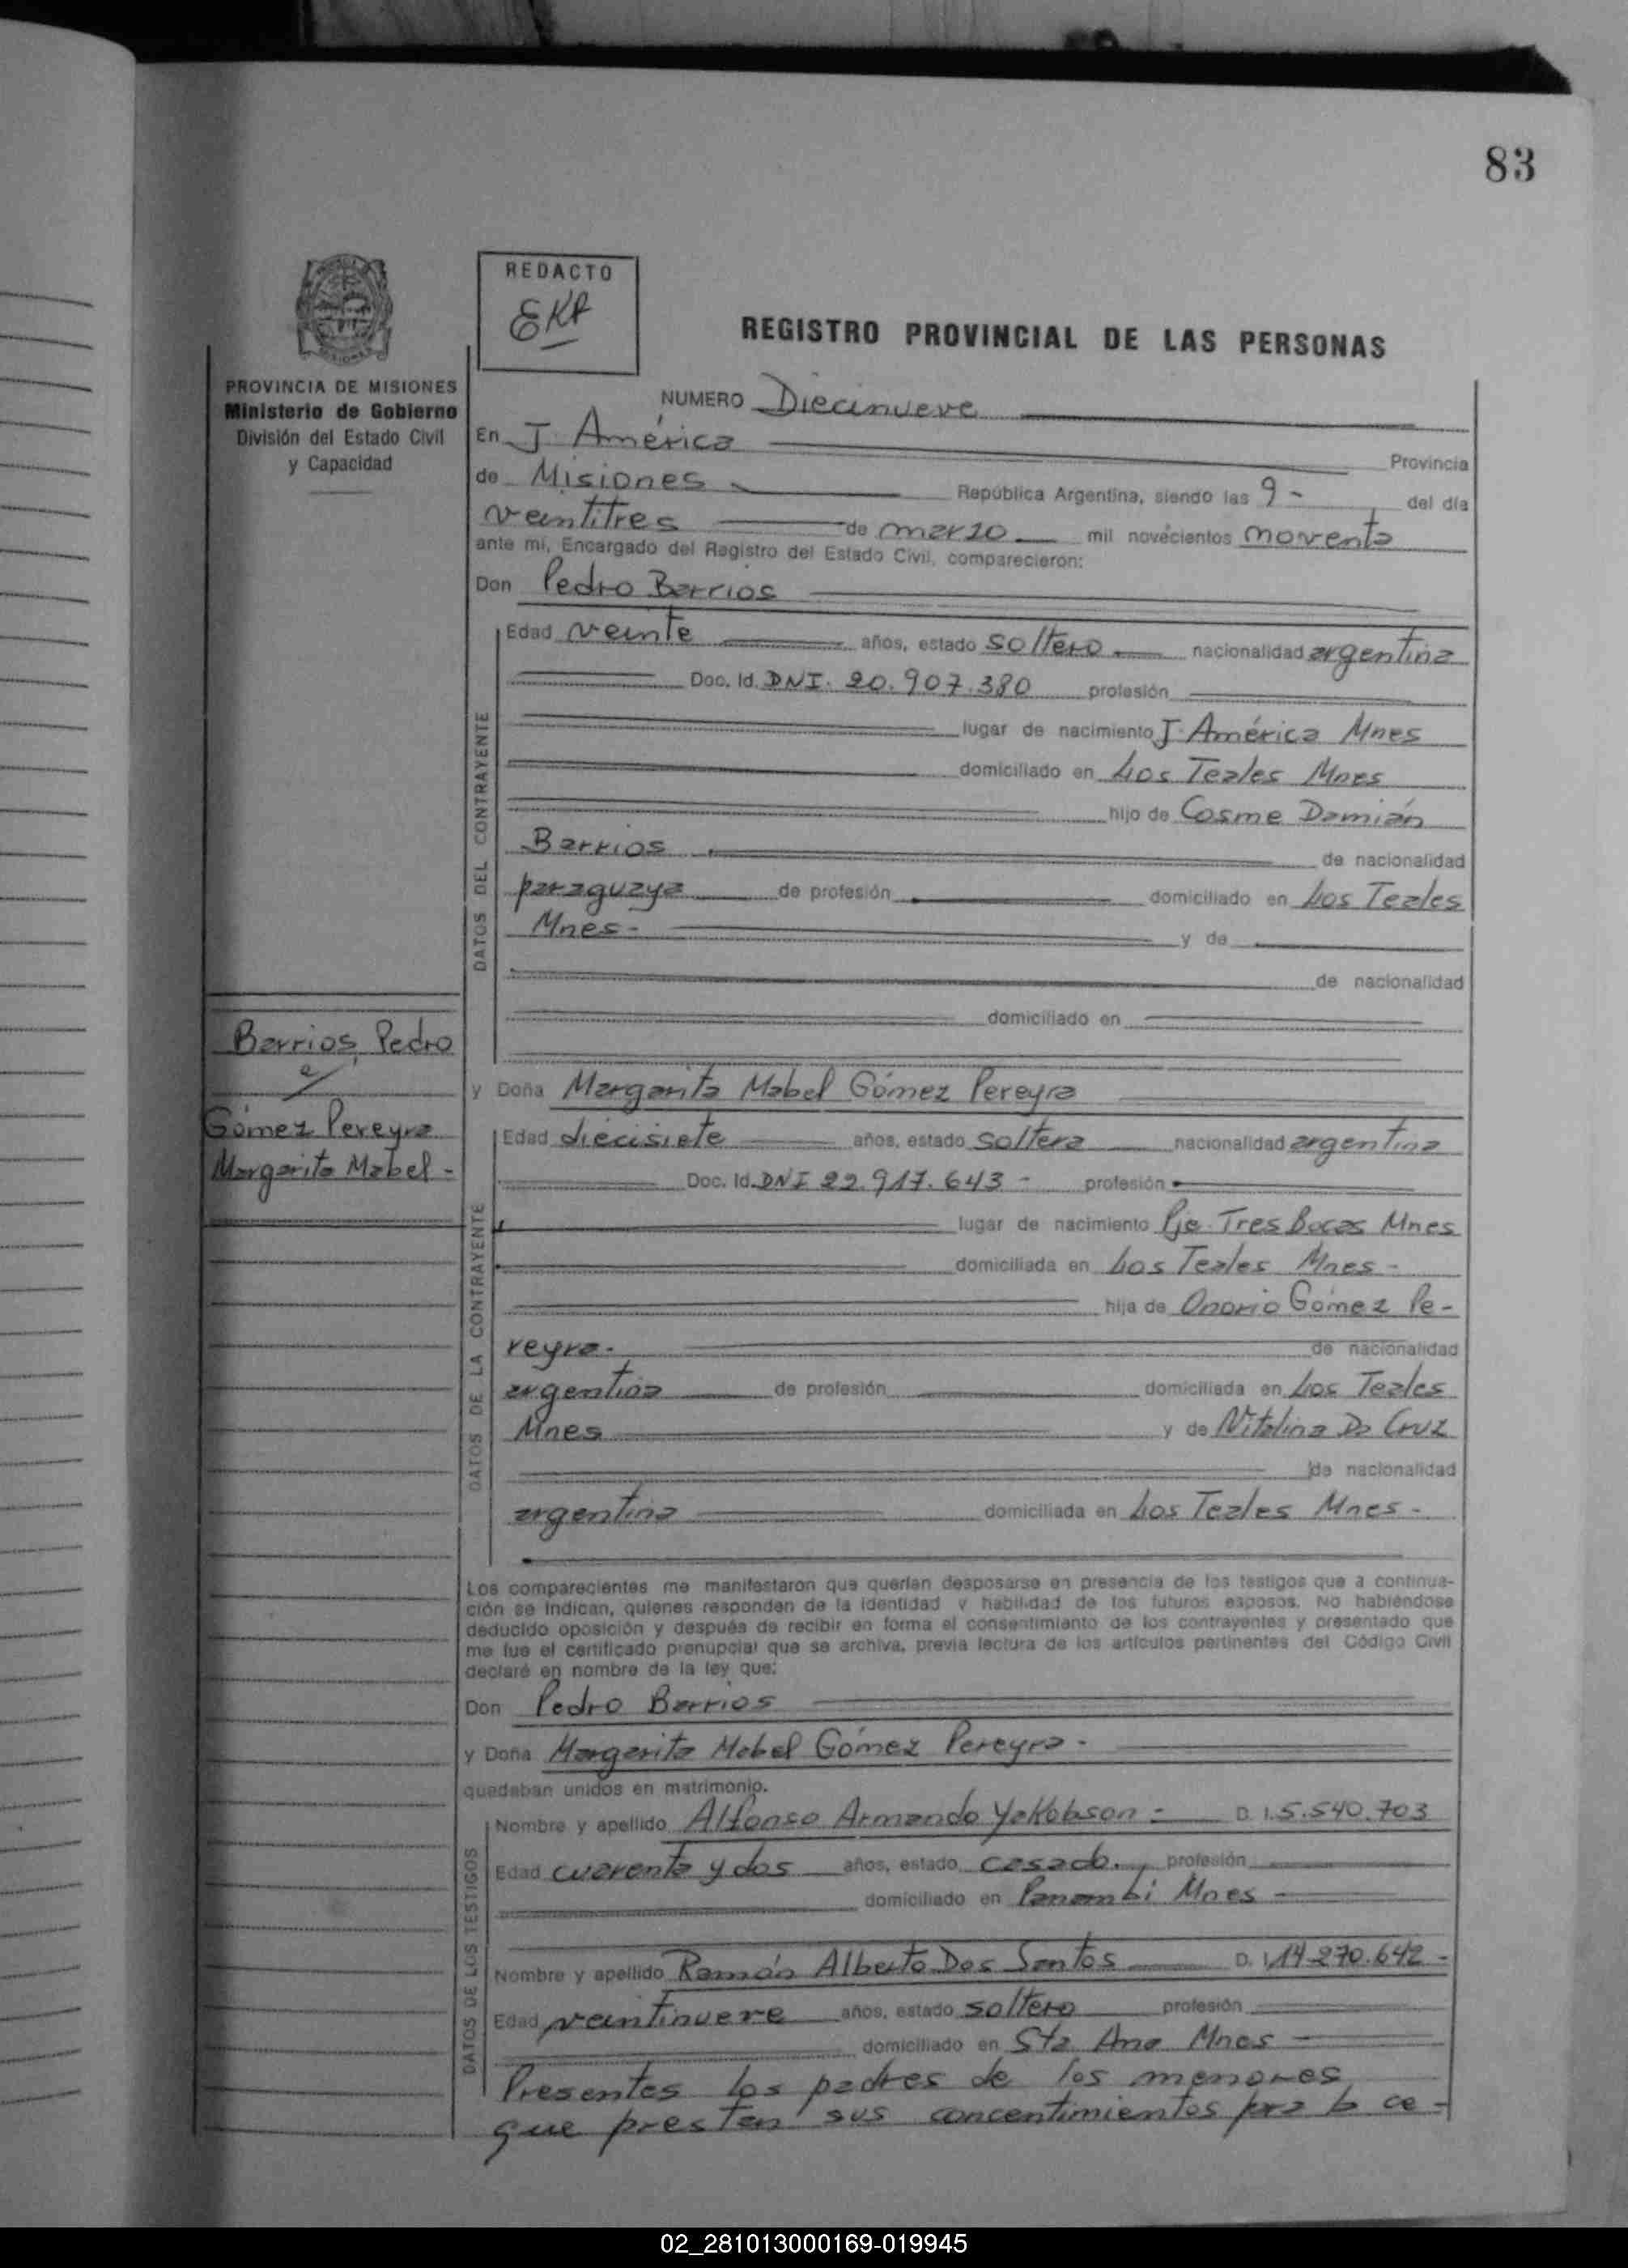 83
REDACTO
EKA
REGISTRO PROVINCIAL DE LAS PERSONAS
PROVINCIA DE MISIONES
Ministerio de Gobierno
División del Estado Civil
y Capacidad
NUMERO Diecinueve
En J. América Provincia
de Misiones República Argentina, siendo las 9- del día
veintitres de marzo mil novecientos noventa
ante mi, Encargado del Registro del Estado Civil, comparecieron:
Don Pedro Barrios
DATOS DEL CONTRAYENTE
Edad veinte años, estado soltero nacionalidad argentina
Doc. Id. DNI. 20.907.380 profesión
lugar de nacimiento J. América Mnes
domiciliado en Los Teales Mnes
hijo de Cosme Damián
Barrios de nacionalidad
paraguaya de profesión domiciliado en Los Teales
Mnes- y de
de nacionalidad
domiciliado en
Barrios, Pedro
c/
Gómez Pereyra
Margarita Mabel -
y Doña Margarita Mabel Gómez Pereyra
DATOS DE LA CONTRAYENTE
Edad diecisiete años, estado soltera nacionalidad argentina
Doc. Id. DNI 22.917.643 - profesión
lugar de nacimiento Pje. Tres Bocas Mnes
domiciliada en Los Teales Mnes -
hija de Onorio Gómez Pe-
reyra. de nacionalidad
argentina de profesión domiciliada en Los Teales
Mnes y de Vitalina Da Cruz
de nacionalidad
argentina domiciliada en Los Teales Mnes -
Los comparecientes me manifestaron que querían desposarse en presencia de los testigos que a continua-
ción se indican, quienes responden de la identidad y habilidad de los futuros esposos. No habiéndose
deducido oposición y después de recibir en forma el consentimiento de los contrayentes y presentado que
me fue el certificado prenupcial que se archiva, previa lectura de los artículos pertinentes del Código Civil
declaré en nombre de la ley que:
Don Pedro Barrios
y Doña Margarita Mabel Gómez Pereyra -
quedaban unidos en matrimonio.
DATOS DE LOS TESTIGOS
Nombre y apellido Alfonso Armando Yakobson - D. I. 5.540.703
Edad cuarenta y dos años, estado casado. profesión
domiciliado en Panambi Mnes
Nombre y apellido Ramón Alberto Dos Santos D. I. 14.270.642 -
Edad veintinueve años, estado soltero profesión
domiciliado en Sta. Ana Mnes
Presentes los padres de los menores
que prestan sus concentimientos para la ce-
02_281013000169-019945